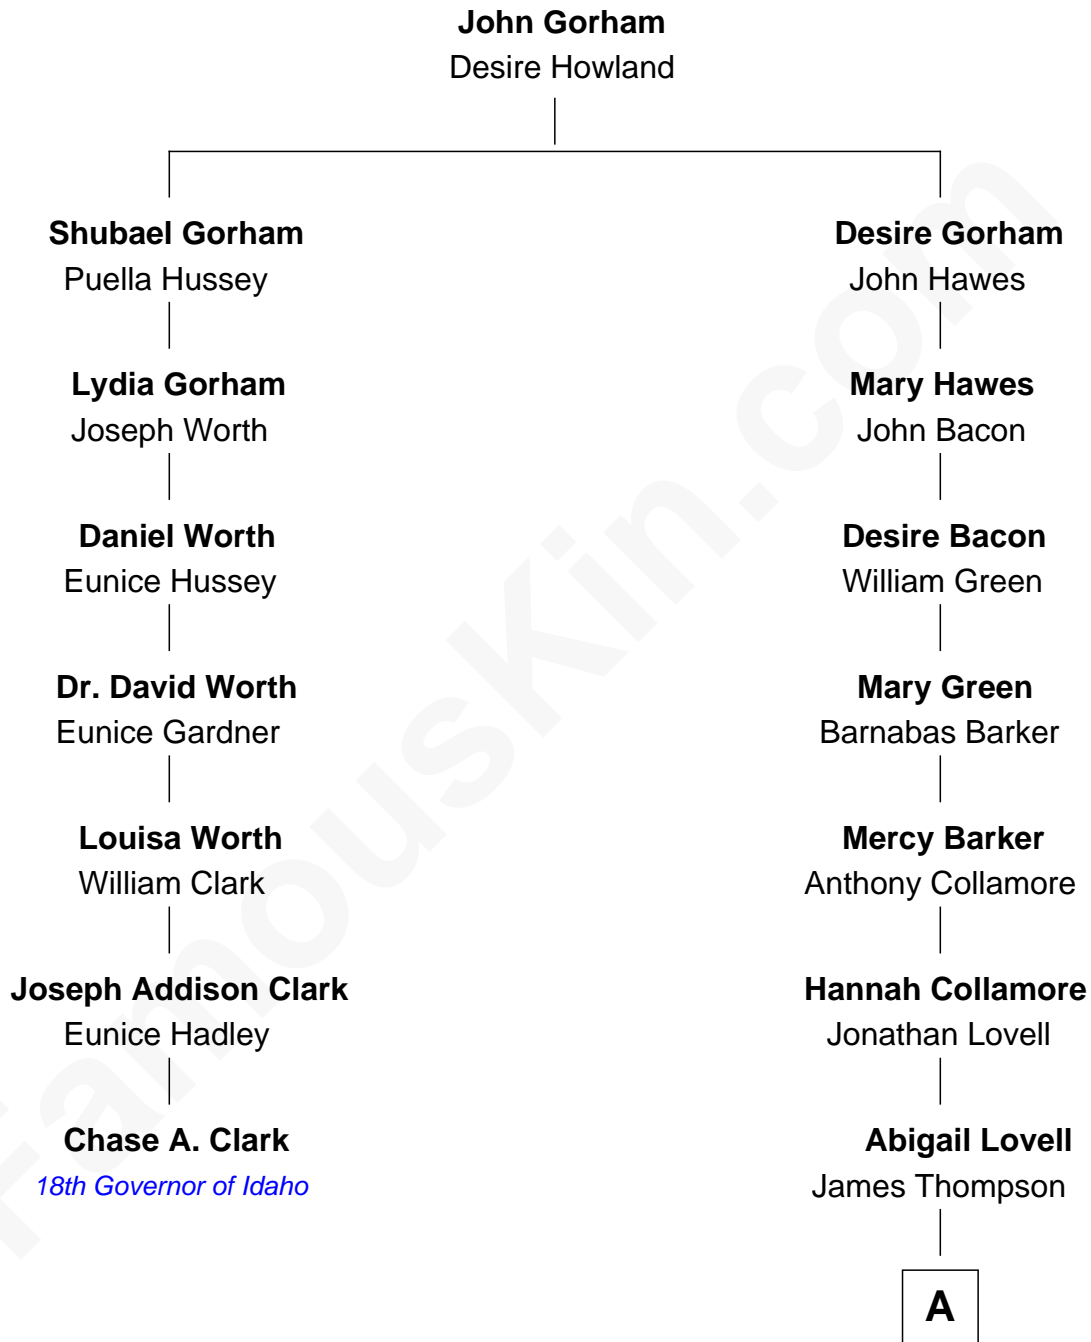 John Gorham
Desire Howland
Shubael Gorham
Puella Hussey
Desire Gorham
John Hawes
Lydia Gorham
Joseph Worth
Mary Hawes
John Bacon
Daniel Worth
Eunice Hussey
Desire Bacon
William Green
Dr. David Worth
Eunice Gardner
Mary Green
Barnabas Barker
Louisa Worth
William Clark
Mercy Barker
Anthony Collamore
Joseph Addison Clark
Eunice Hadley
Hannah Collamore
Jonathan Lovell
Chase A. Clark
18th Governor of Idaho
Abigail Lovell
James Thompson
A
FamousKin.com